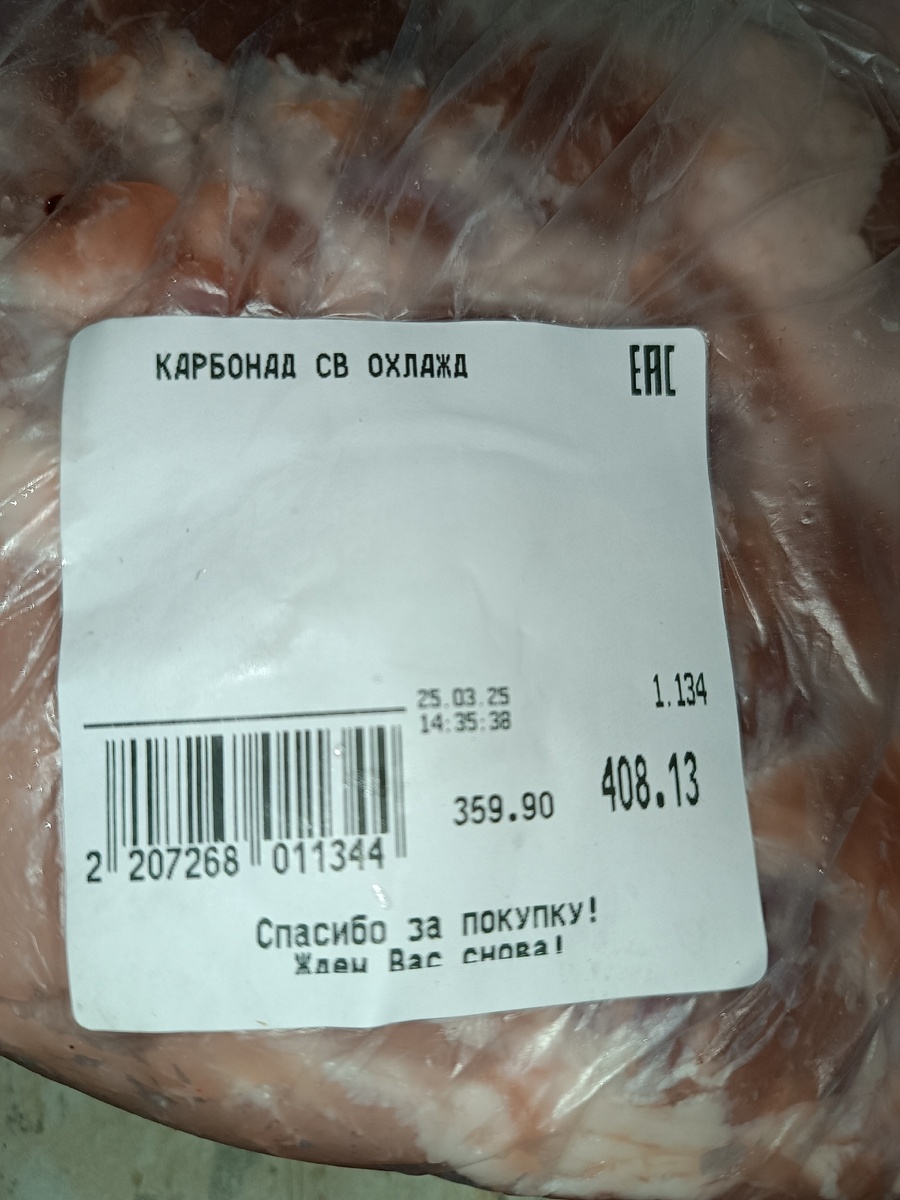 КАРБОНАД СВ ОХЛАЖД
ЕАС
25.03.25
14:35:38
1.134
359.90
408.13
2 207268 011344
Спасибо за покупку!
Ждем Вас снова!